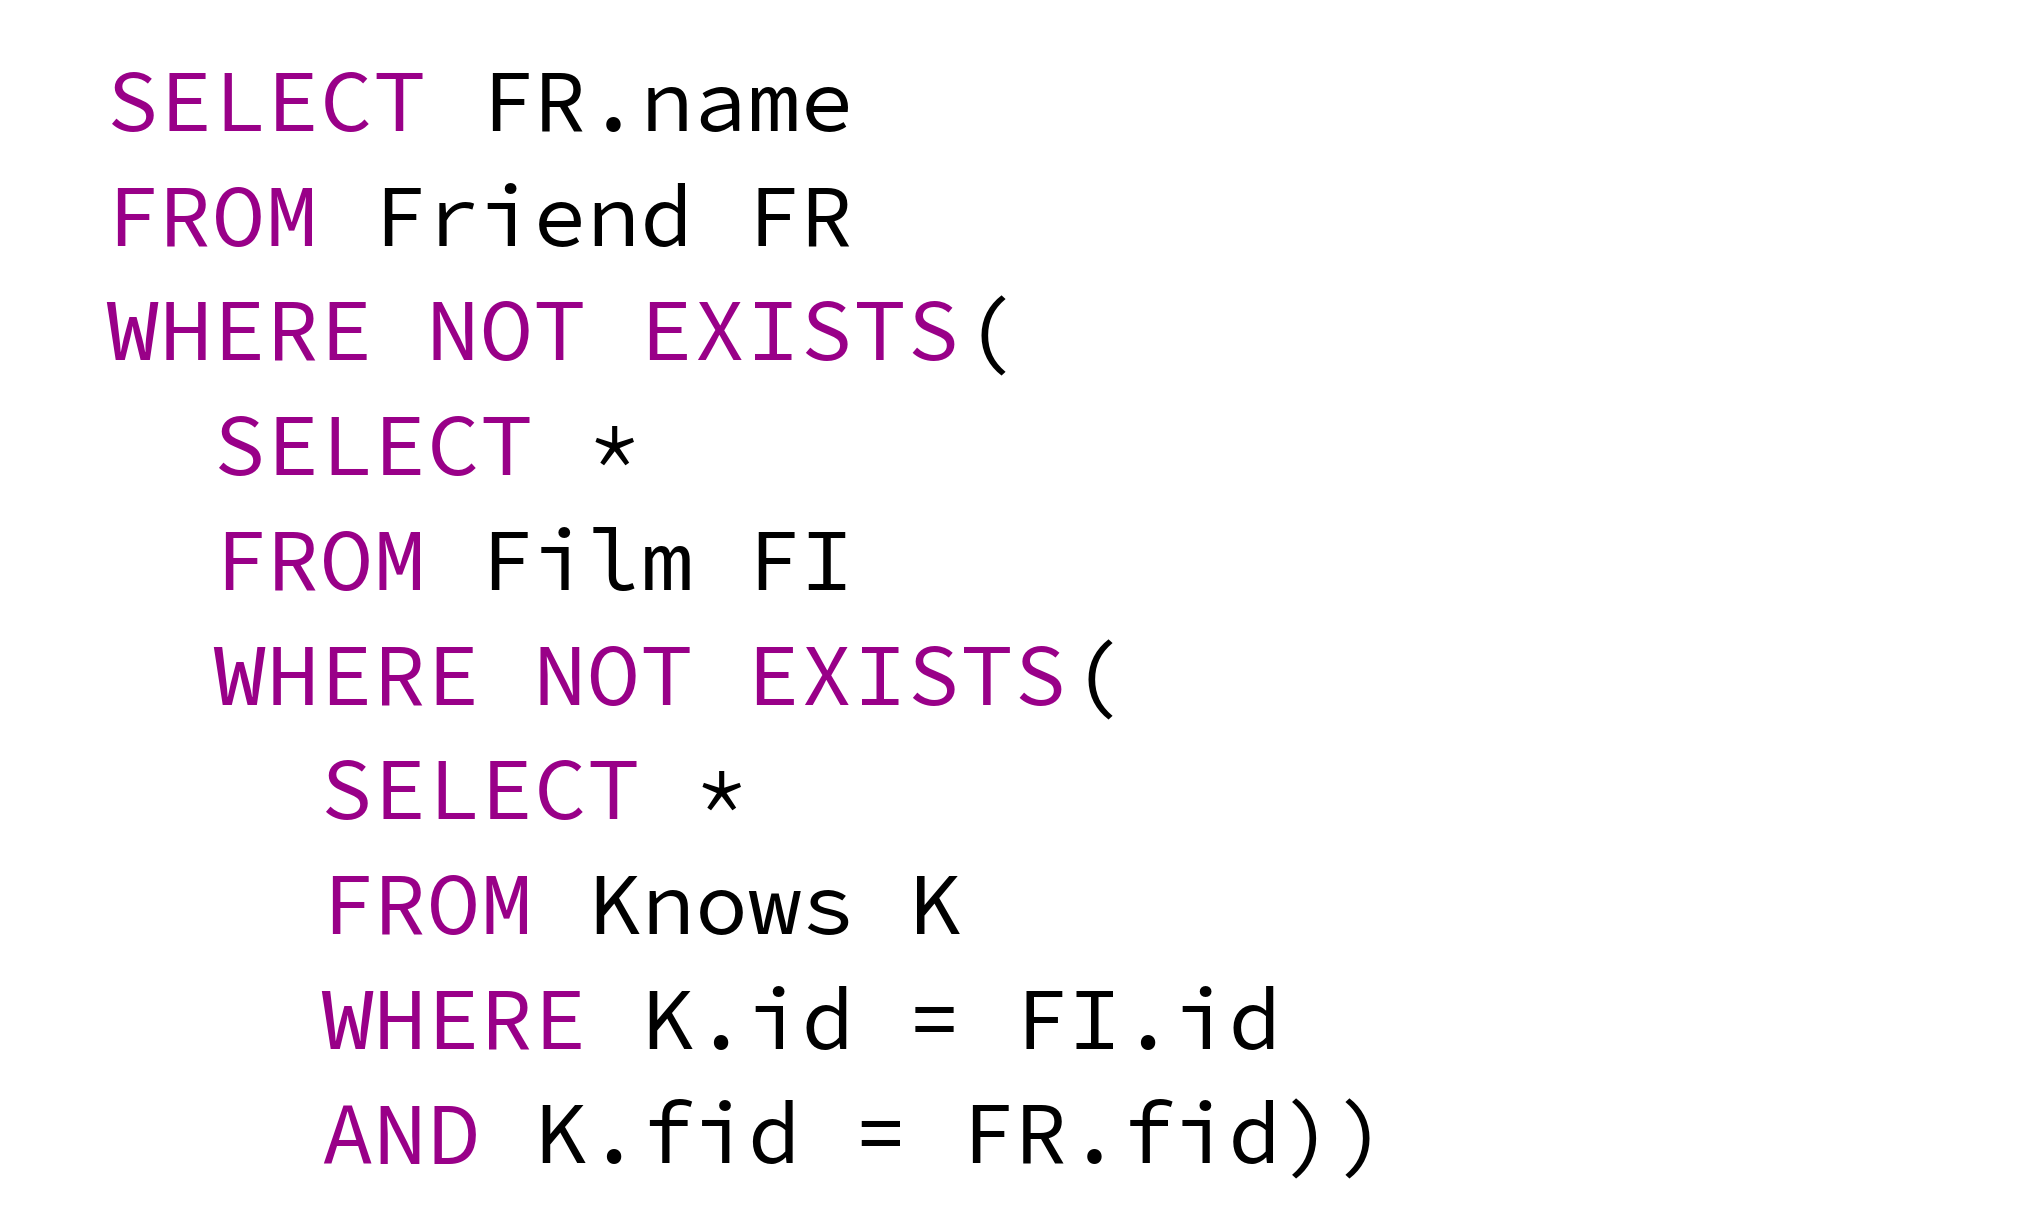 SELECT FR.name
FROM Friend FR
WHERE NOT EXISTS(
SELECT *
FROM Film FI
WHERE NOT EXISTS(
SELECT *
FROM Knows K
WHERE K.id = FI.id
AND K.fid = FR.fid))